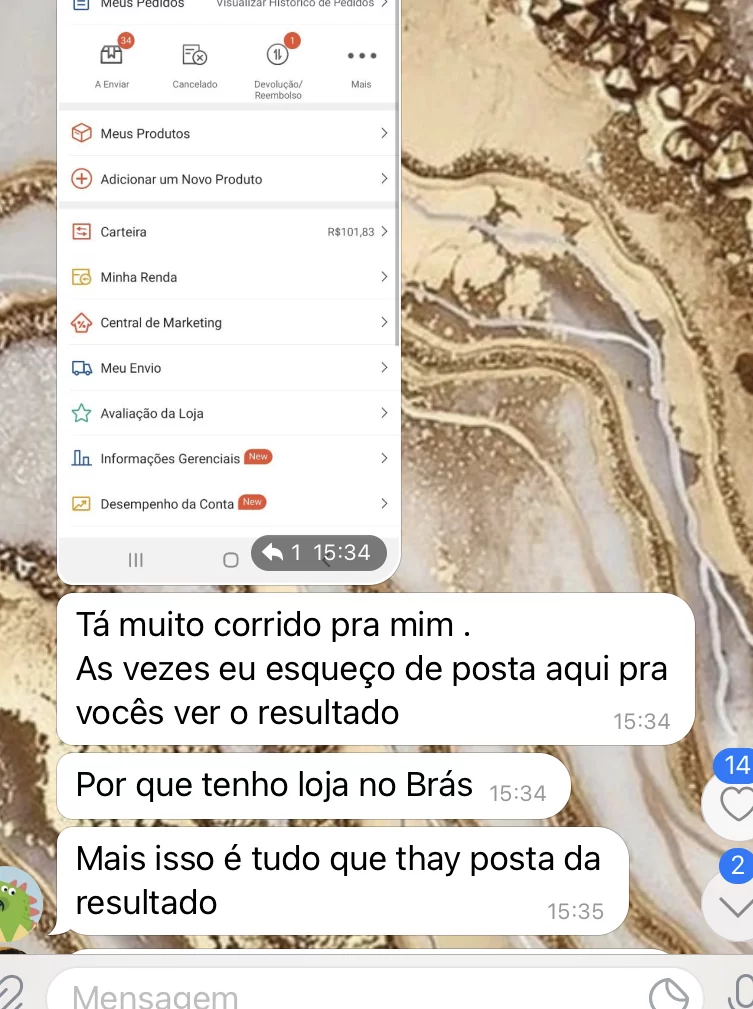 Meus Pedidos Visualizar Histórico de Pedidos
34
1
A Enviar Cancelado Devolução/ Mais
Reembolso
Meus Produtos
Adicionar um Novo Produto
Carteira R$101,83
Minha Renda
Central de Marketing
Meu Envio
Avaliação da Loja
Informações Gerenciais New
Desempenho da Conta New
1 15:34
Tá muito corrido pra mim .
As vezes eu esqueço de posta aqui pra
vocês ver o resultado
15:34
Por que tenho loja no Brás 15:34
14
Mais isso é tudo que thay posta da
resultado
15:35
2
Mensagem